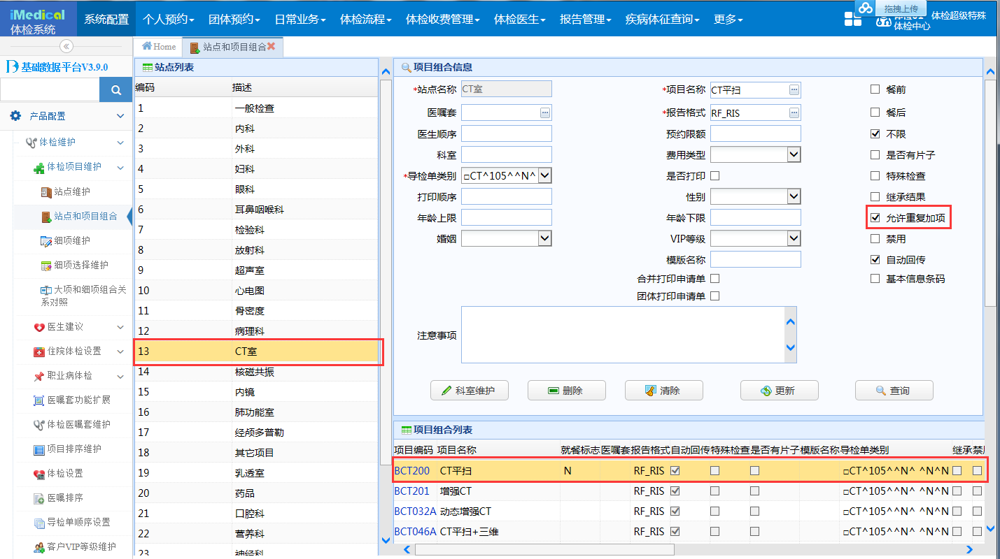 iMedical
体检系统
系统配置 个人预约 团体预约 日常业务 体检流程 体检收费管理 体检医生 报告管理 疾病体征查询 更多
拖拽上传
体检超级特殊
体检中心
Home 站点和项目组合
基础数据平台V3.9.0
产品配置
体检维护
体检项目维护
站点维护
站点和项目组合
细项维护
细项选择维护
大项和细项组合关
系对照
医生建议
住院体检设置
职业病体检
医嘱套功能扩展
体检医嘱套维护
项目排序维护
体检设置
医嘱排序
导检单顺序设置
客户VIP等级维护
站点列表
编码 描述
1 一般检查
2 内科
3 外科
4 妇科
5 眼科
6 耳鼻咽喉科
7 检验科
8 放射科
9 超声室
10 心电图
11 骨密度
12 病理科
13 CT室
14 核磁共振
15 内镜
16 肺功能室
17 经颅多普勒
18 其它项目
19 乳透室
20 药品
21 口腔科
22 营养科
23 神经科
项目组合信息
*站点名称 CT室 *项目名称 CT平扫 餐前
医嘱套 *报告格式 RF_RIS 餐后
医生顺序 预约限额 不限
科室 费用类型 是否有片子
*导检单类别 □CT^105^^N^ 是否打印 特殊检查
打印顺序 性别 继承结果
年龄上限 年龄下限 允许重复加项
婚姻 VIP等级 禁用
模版名称 自动回传
合并打印申请单 基本信息条码
团体打印申请单
注意事项
科室维护 删除 清除 更新 查询
项目组合列表
项目编码 项目名称 就餐标志 医嘱套 报告格式 自动回传 特殊检查 是否有片子 模版名称 导检单类别 继承 禁
BCT200 CT平扫 N RF_RIS □CT^105^^N^ ^N^N
BCT201 增强CT RF_RIS □CT^105^^N^ ^N^N
BCT032A 动态增强CT RF_RIS □CT^105^^N^ ^N^N
BCT046A CT平扫+三维 RF_RIS □CT^105^^N^ ^N^N